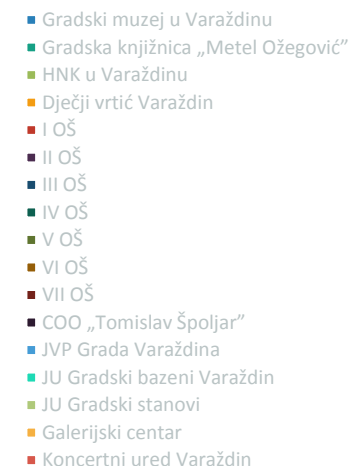 Gradski muzej u Varaždinu
Gradska knjižnica „Metel Ožegović”
HNK u Varaždinu
Dječji vrtić Varaždin
I OŠ
II OŠ
III OŠ
IV OŠ
V OŠ
VI OŠ
VII OŠ
COO „Tomislav Špoljar”
JVP Grada Varaždina
JU Gradski bazeni Varaždin
JU Gradski stanovi
Galerijski centar
Koncertni ured Varaždin